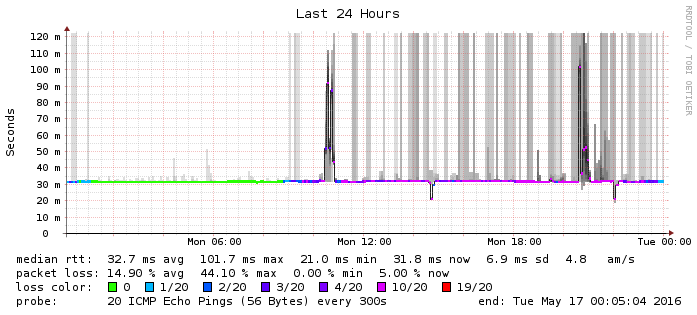 Last 24 Hours
RRDTOOL / TOBI OETIKER
Seconds
120 m
110 m
100 m
90 m
80 m
70 m
60 m
50 m
40 m
30 m
20 m
10 m
0
Mon 06:00 Mon 12:00 Mon 18:00 Tue 00:00
median rtt: 32.7 ms avg 101.7 ms max 21.0 ms min 31.8 ms now 6.9 ms sd 4.8 am/s
packet loss: 14.90 % avg 44.10 % max 0.00 % min 5.00 % now
loss color: 0 1/20 2/20 3/20 4/20 10/20 19/20
probe: 20 ICMP Echo Pings (56 Bytes) every 300s end: Tue May 17 00:05:04 2016